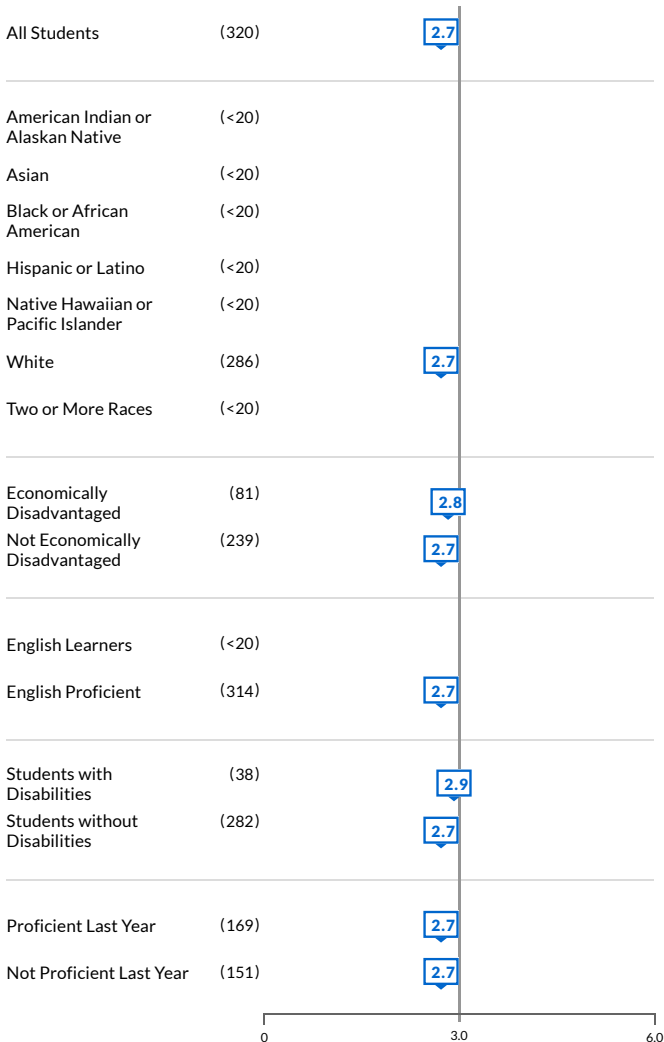 All Students (320) 2.7
American Indian or (<20)
Alaskan Native
Asian (<20)
Black or African (<20)
American
Hispanic or Latino (<20)
Native Hawaiian or (<20)
Pacific Islander
White (286) 2.7
Two or More Races (<20)
Economically (81) 2.8
Disadvantaged
Not Economically (239) 2.7
Disadvantaged
English Learners (<20)
English Proficient (314) 2.7
Students with (38) 2.9
Disabilities
Students without (282) 2.7
Disabilities
Proficient Last Year (169) 2.7
Not Proficient Last Year (151) 2.7
0 3.0 6.0